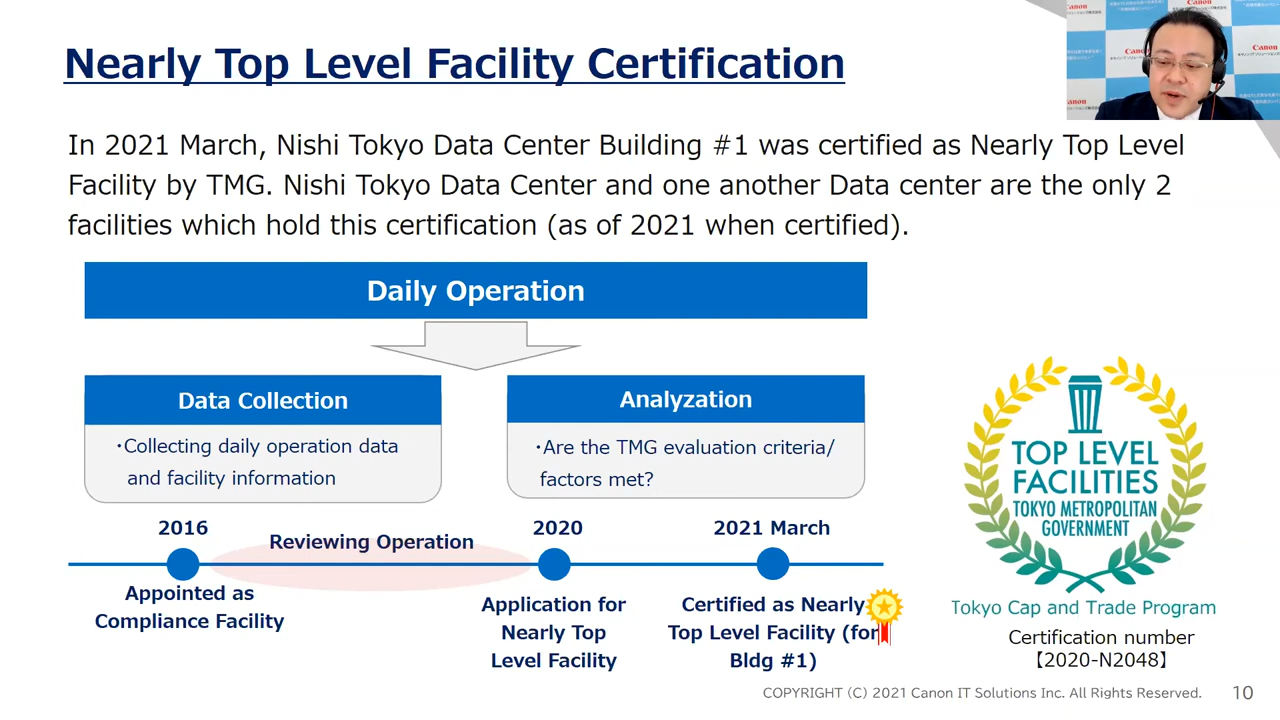 Nearly Top Level Facility Certification
In 2021 March, Nishi Tokyo Data Center Building #1 was certified as Nearly Top Level
Facility by TMG. Nishi Tokyo Data Center and one another Data center are the only 2
facilities which hold this certification (as of 2021 when certified).
Daily Operation
Data Collection
・Collecting daily operation data
and facility information
Analyzation
・Are the TMG evaluation criteria/
factors met?
2016
Reviewing Operation
2020
2021 March
Appointed as
Compliance Facility
Application for
Nearly Top
Level Facility
Certified as Nearly
Top Level Facility (for
Bldg #1)
TOP LEVEL
FACILITIES
TOKYO METROPOLITAN
GOVERNMENT
Tokyo Cap and Trade Program
Certification number
【2020-N2048】
COPYRIGHT (C) 2021 Canon IT Solutions Inc. All Rights Reserved.
10
Canon
Canon
Canon